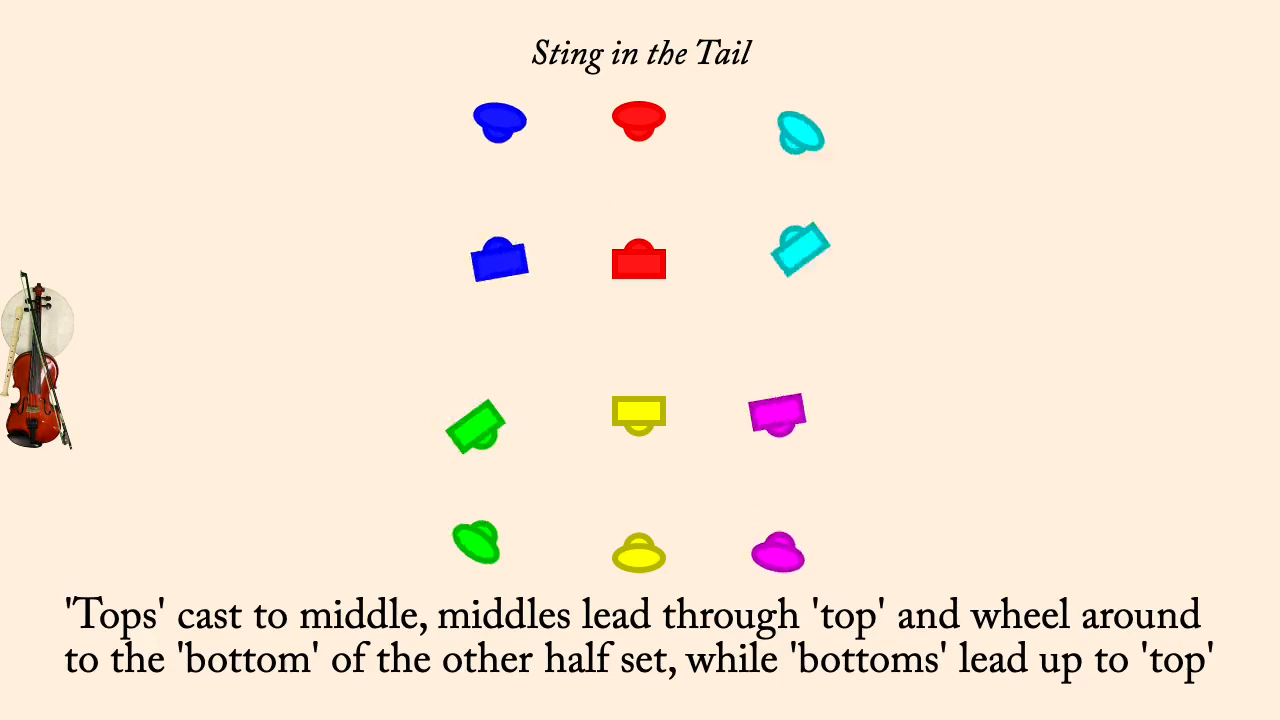 Sting in the Tail
'Tops' cast to middle, middles lead through 'top' and wheel around
to the 'bottom' of the other half set, while 'bottoms' lead up to 'top'